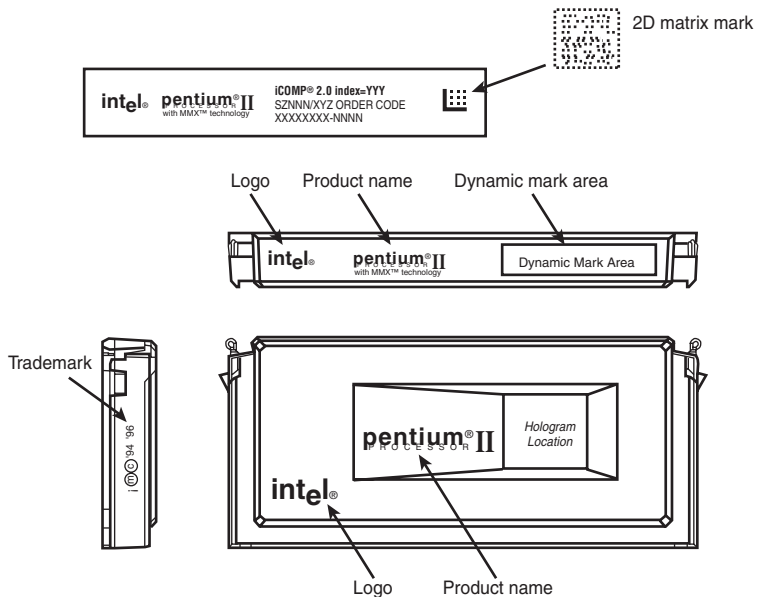 2D matrix mark
intel® pentium® II
PROCESSOR
with MMX™ technology
iCOMP® 2.0 index=YYY
SZNNN/XYZ ORDER CODE
XXXXXXXX-NNNN
Logo Product name Dynamic mark area
intel® pentium® II
PROCESSOR
with MMX™ technology
Dynamic Mark Area
Trademark
i Ⓜ Ⓒ '94 '96
pentium® II
PROCESSOR
Hologram
Location
intel®
Logo Product name